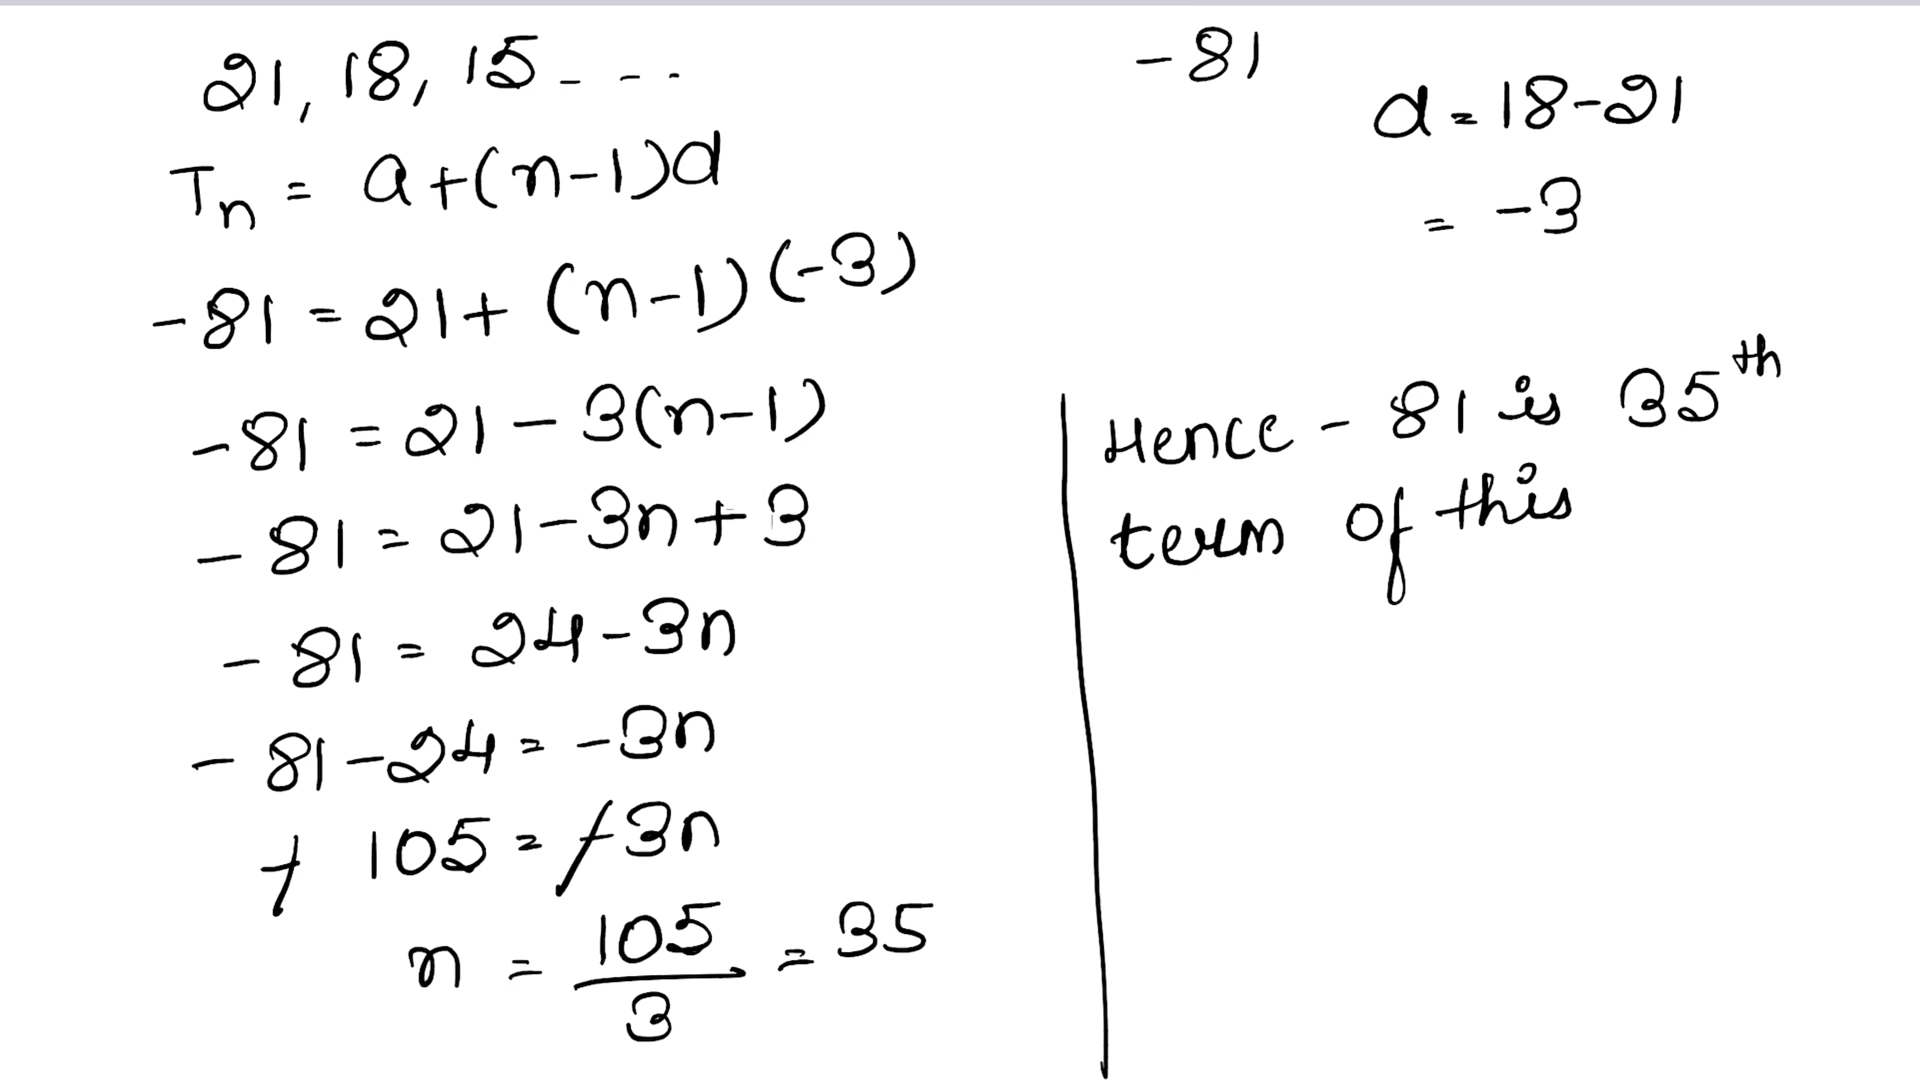 21, 18, 15 - - -
-81
d = 18-21
= -3
Tn = a+(n-1)d
-81 = 21+ (n-1)(-3)
-81 = 21 - 3(n-1)
-81 = 21-3n+3
-81 = 24-3n
-81-24 = -3n
+ 105 = +3n
n = 105/3 = 35
Hence -81 is 35th
term of this